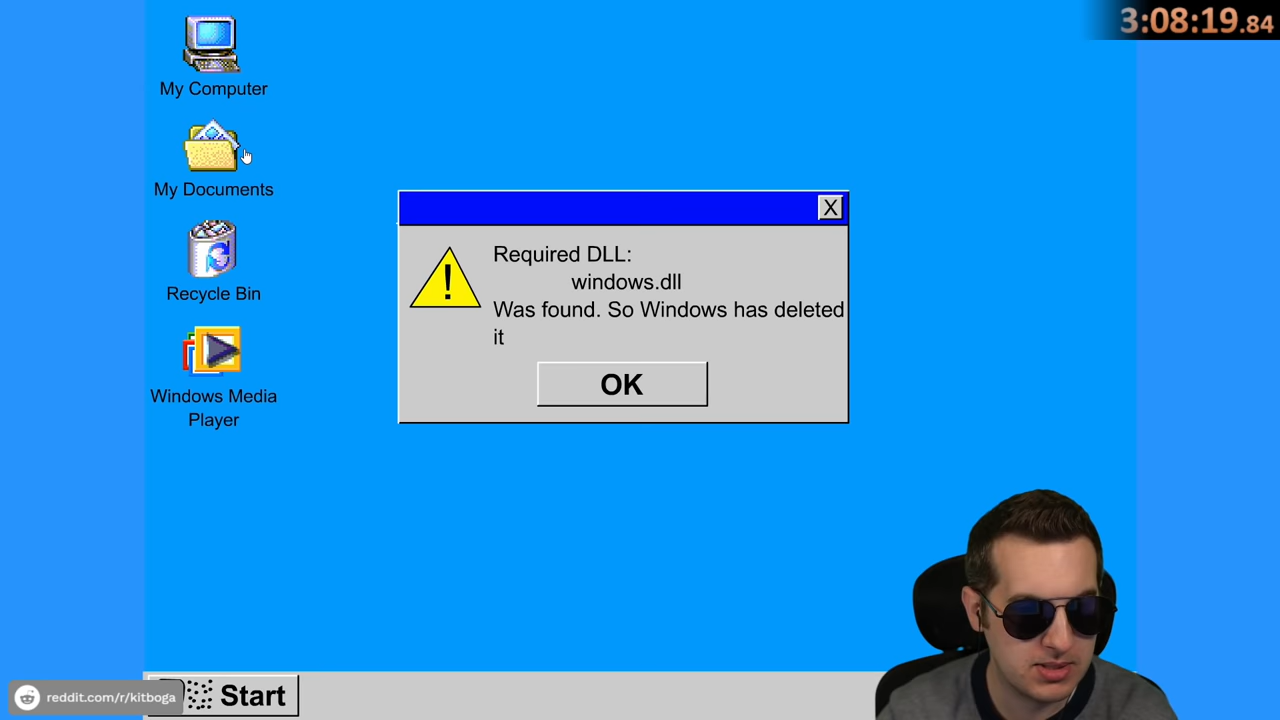 3:08:19.84
My Computer
My Documents
Recycle Bin
Windows Media
Player
X
Required DLL:
windows.dll
Was found. So Windows has deleted
it
OK
!
Start
reddit.com/r/kitboga